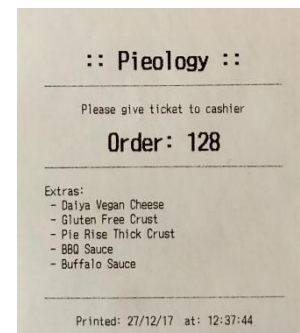 :: Pieology ::
Please give ticket to cashier
Order: 128
Extras:
- Daiya Vegan Cheese
- Gluten Free Crust
- Pie Rise Thick Crust
- BBQ Sauce
- Buffalo Sauce
Printed: 27/12/17 at: 12:37:44